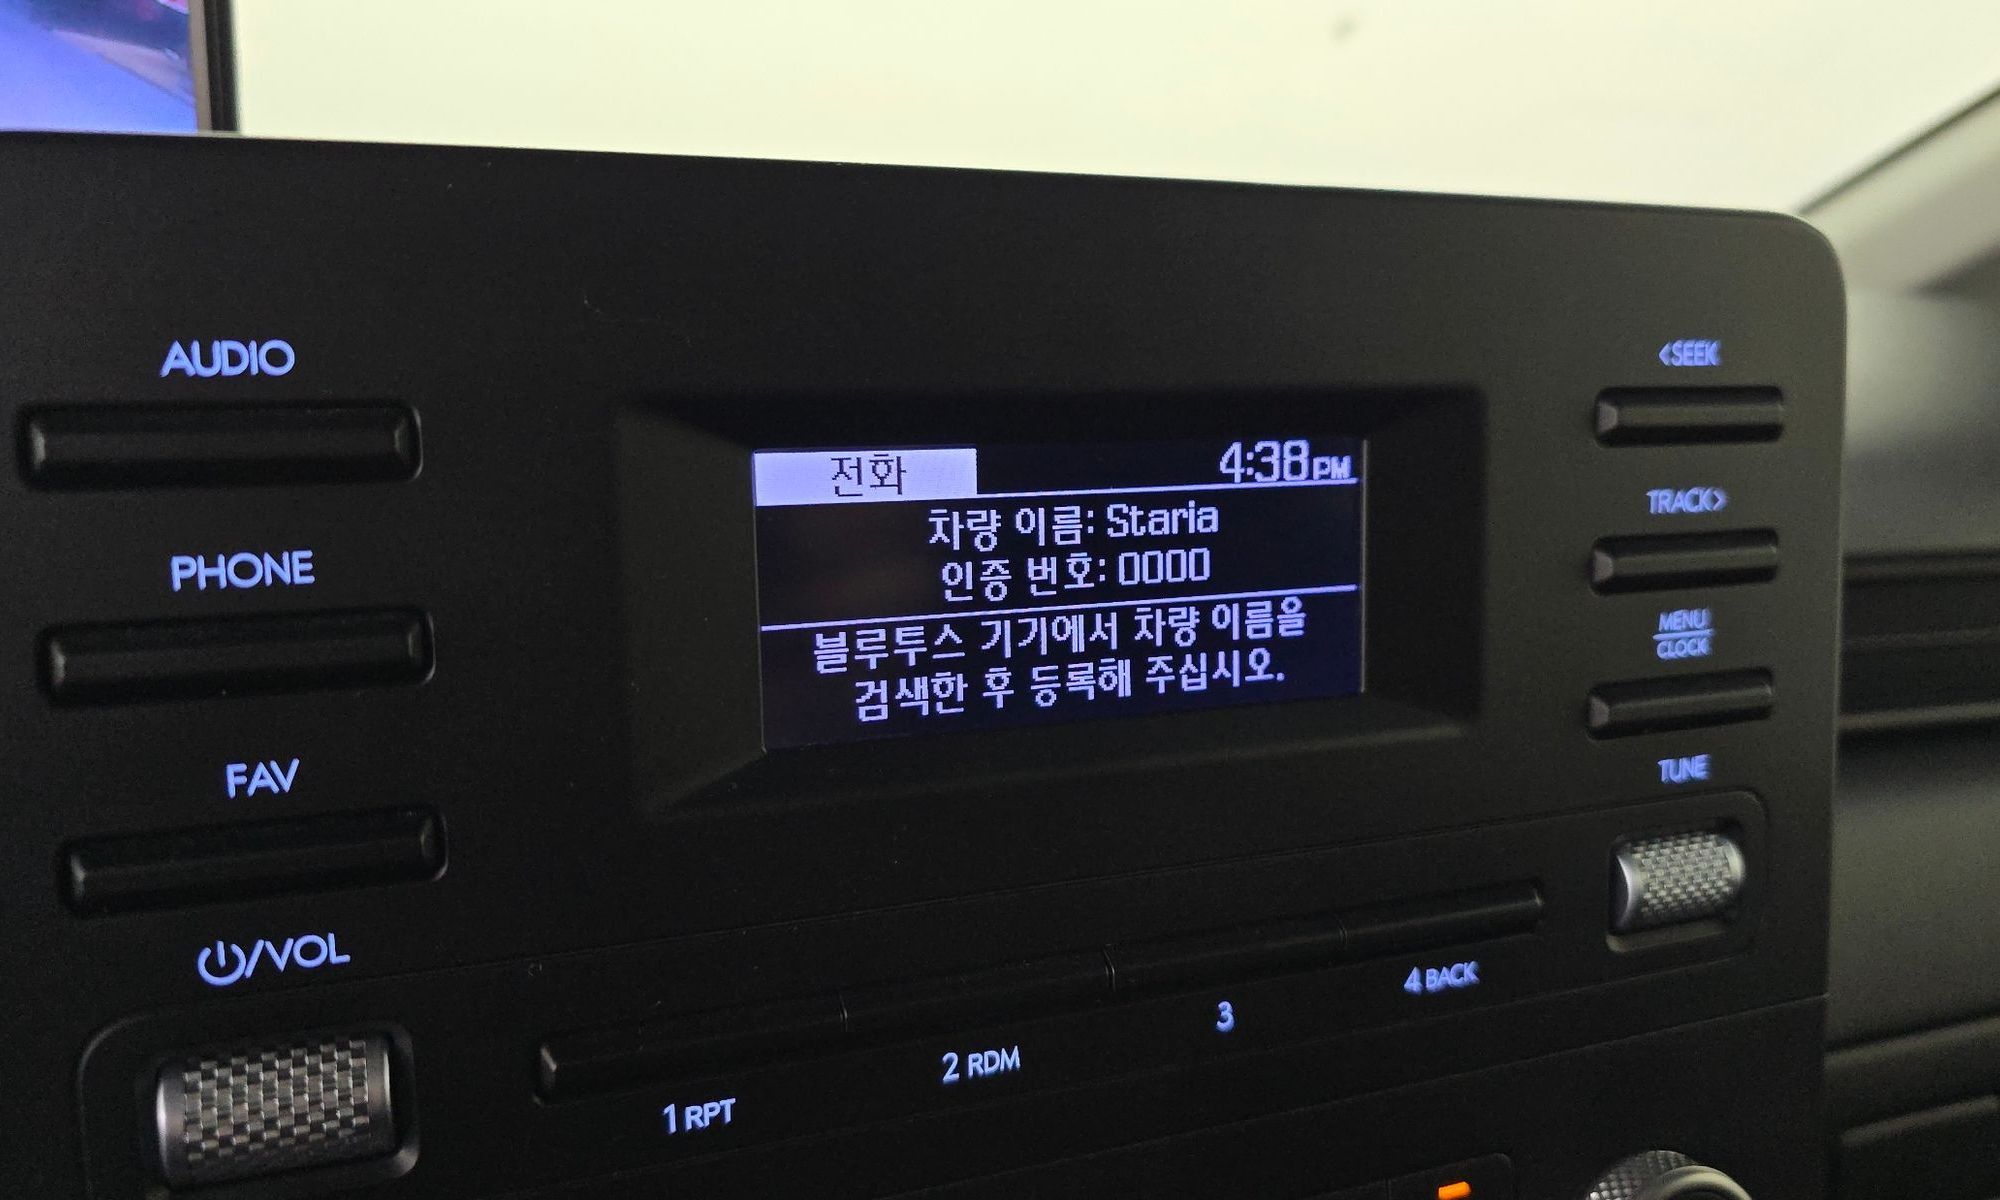 AUDIO
PHONE
FAV
⏻/VOL
전화
4:38PM
차량 이름: Staria
인증 번호: 0000
블루투스 기기에서 차량 이름을
검색한 후 등록해 주십시오.
<SEEK
TRACK>
MENU
CLOCK
TUNE
1 RPT
2 RDM
3
4 BACK